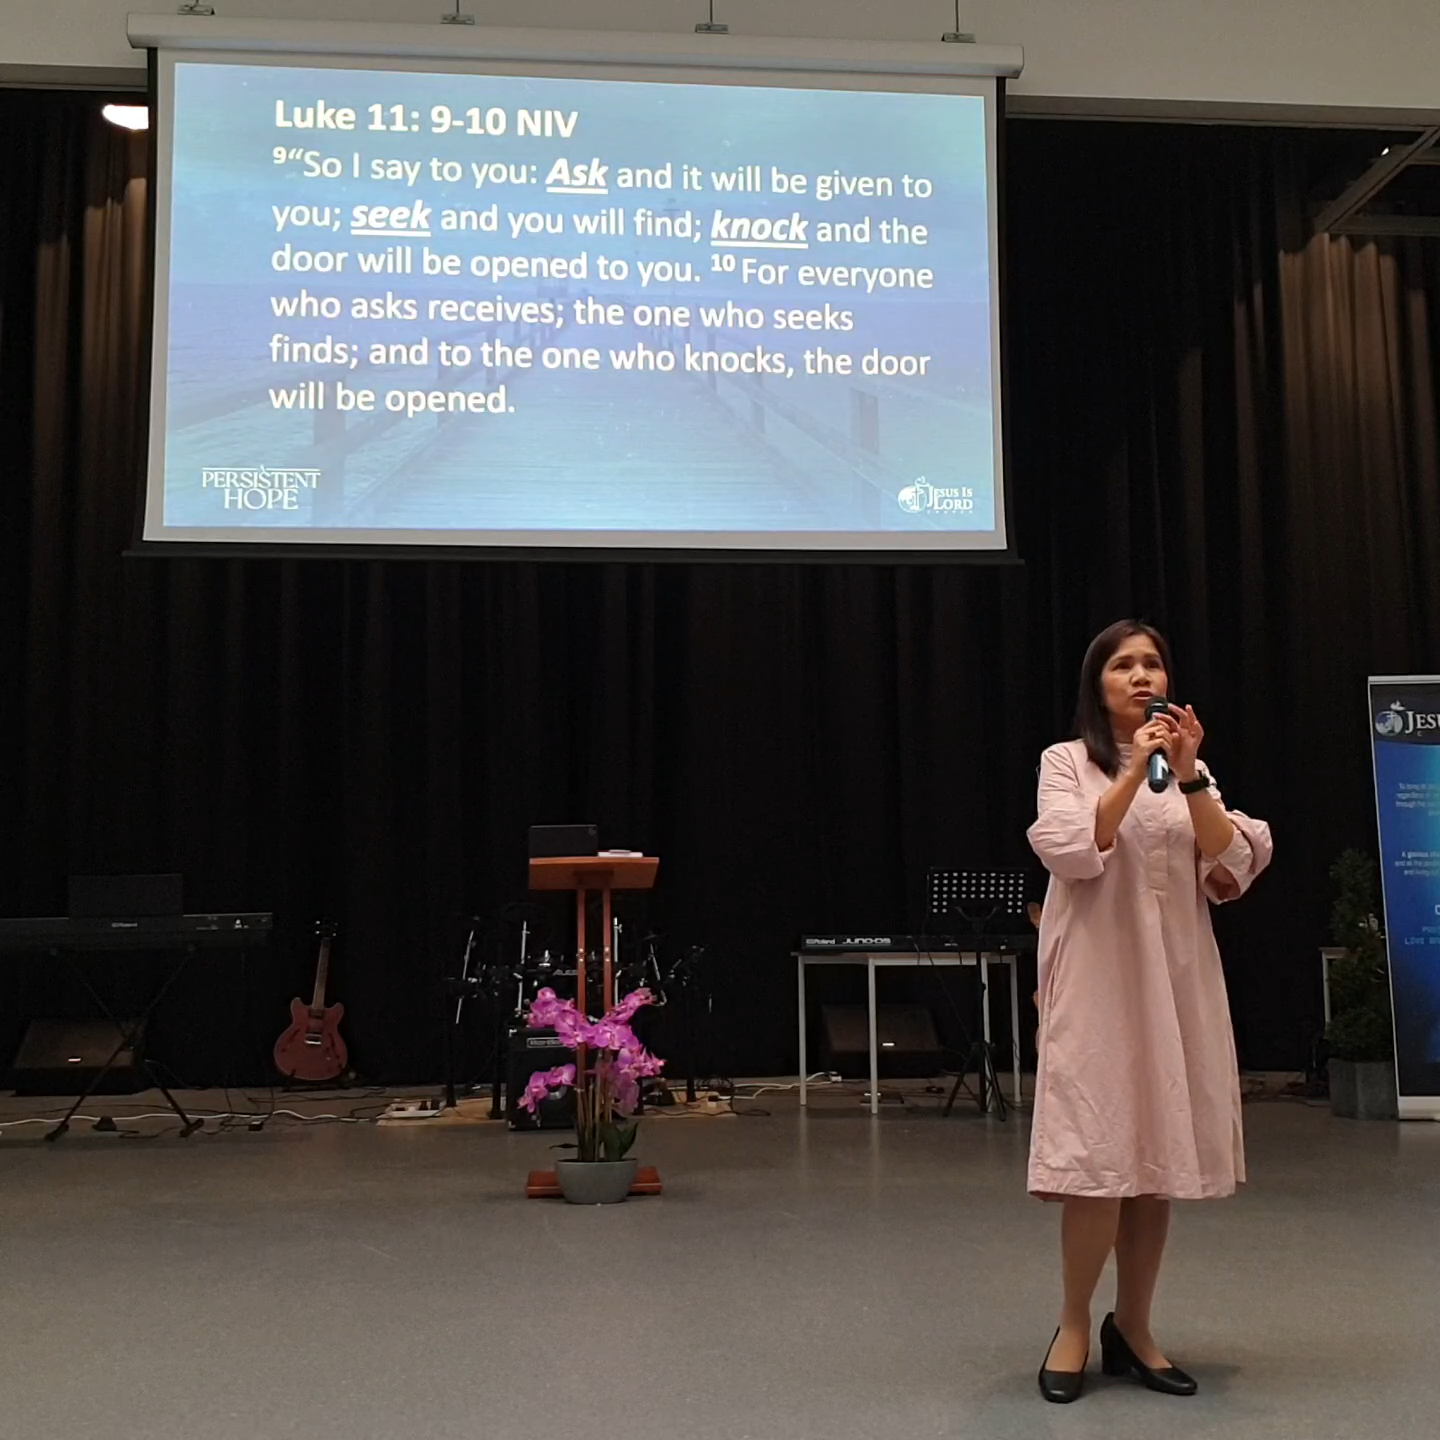 Luke 11: 9-10 NIV
9“So I say to you: Ask and it will be given to
you; seek and you will find; knock and the
door will be opened to you. 10 For everyone
who asks receives; the one who seeks
finds; and to the one who knocks, the door
will be opened.
A
PERSISTENT
HOPE
JESUS IS
LORD
CHURCH
Roland
Roland JUNO-DS